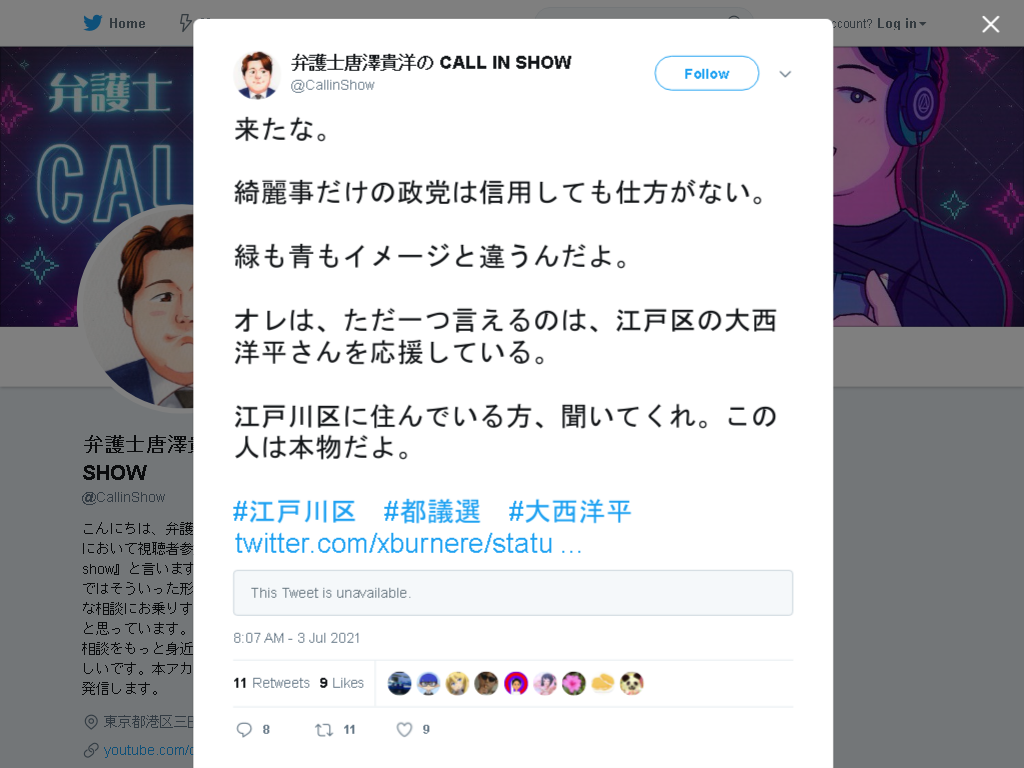 Home
count? Log in
弁護士
CAL
弁護士唐澤貴洋の CALL IN SHOW
@CallinShow
Follow
来たな。
綺麗事だけの政党は信用しても仕方がない。
緑も青もイメージと違うんだよ。
オレは、ただ一つ言えるのは、江戸区の大西
洋平さんを応援している。
江戸川区に住んでいる方、聞いてくれ。この
人は本物だよ。
#江戸川区 #都議選 #大西洋平
twitter.com/xburnere/statu …
This Tweet is unavailable.
8:07 AM - 3 Jul 2021
11 Retweets 9 Likes
8 11 9
弁護士唐澤貴
SHOW
@CallinShow
こんにちは、弁護
において視聴者参
show』と言います
ではそういった形
な相談にお乗りす
と思っています。
相談をもっと身近
しいです。本アカ
発信します。
東京都港区三田
youtube.com/c